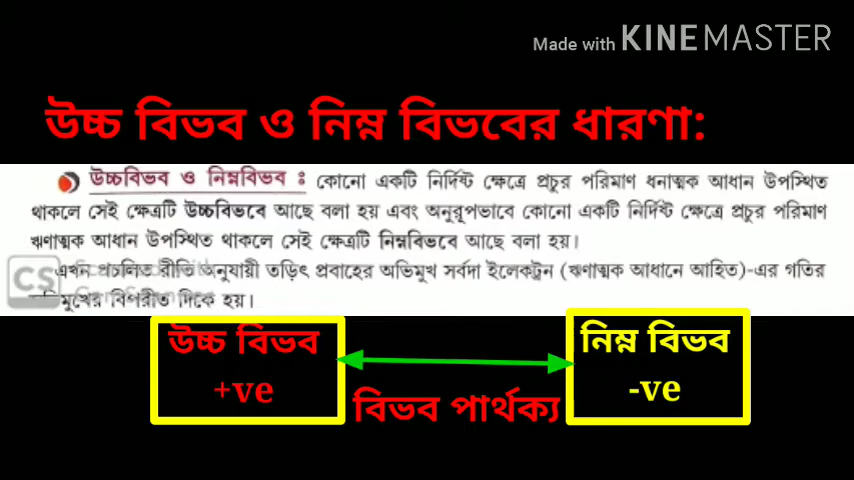 Made with KINEMASTER
উচ্চ বিভব ও নিম্ন বিভবের ধারণা:
উচ্চবিভব ও নিম্নবিভব : কোনো একটি নির্দিষ্ট ক্ষেত্রে প্রচুর পরিমাণ ধনাত্মক আধান উপস্থিত
থাকলে সেই ক্ষেত্রটি উচ্চবিভবে আছে বলা হয় এবং অনুরূপভাবে কোনো একটি নির্দিষ্ট ক্ষেত্রে প্রচুর পরিমাণ
ঋণাত্মক আধান উপস্থিত থাকলে সেই ক্ষেত্রটি নিম্নবিভবে আছে বলা হয়।
এখন প্রচলিত রীতি অনুযায়ী তড়িৎ প্রবাহের অভিমুখ সর্বদা ইলেকট্রন (ঋণাত্মক আধানে আহিত)-এর গতির
বিপরীত দিকে হয়।
CS
উচ্চ বিভব
+ve
বিভব পার্থক্য
নিম্ন বিভব
-ve